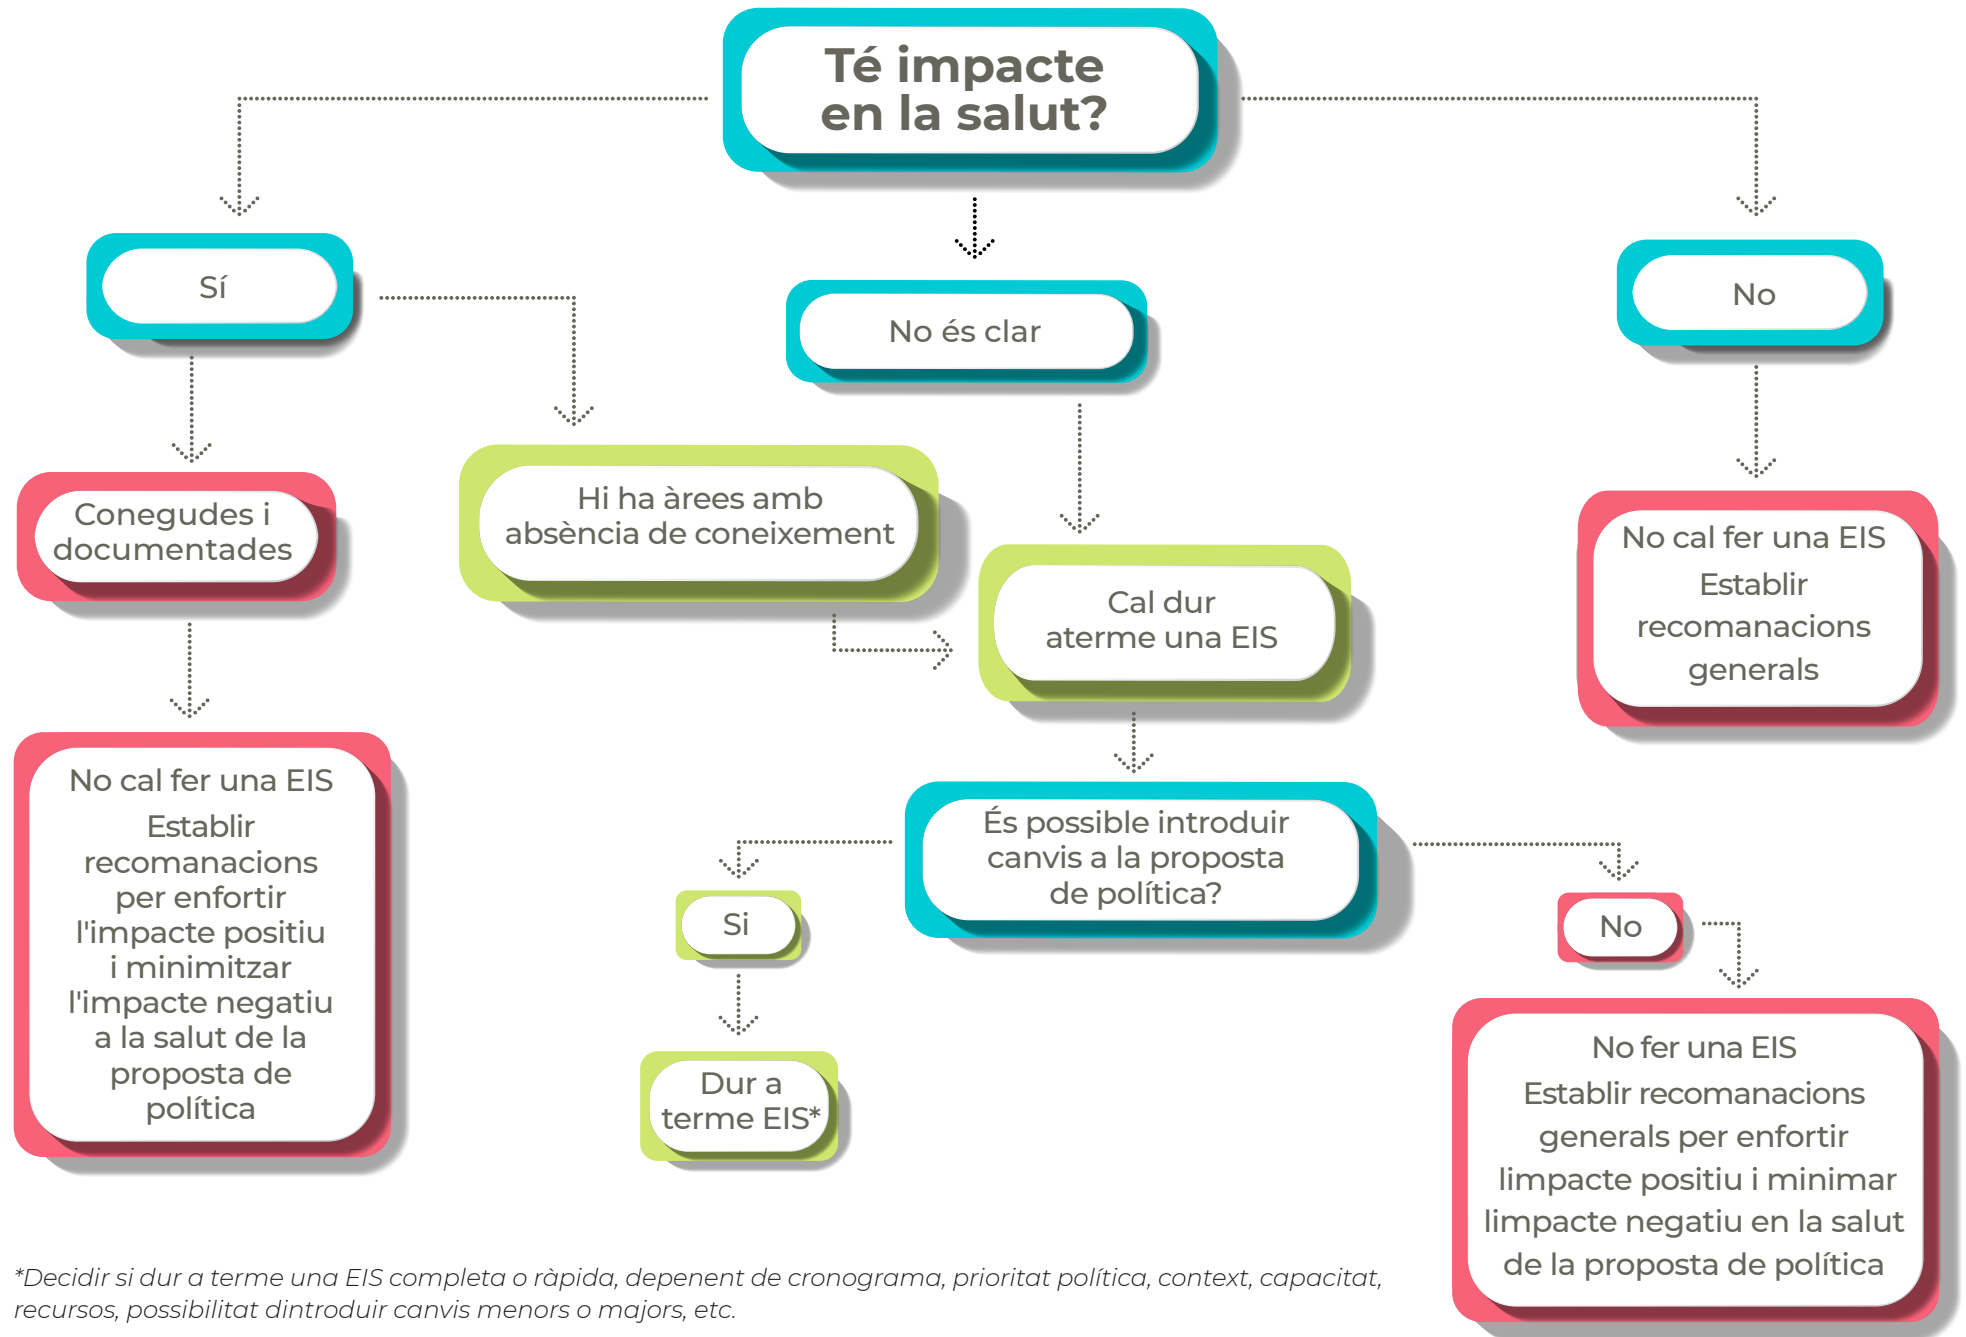 Té impacte
en la salut?
Sí
No és clar
No
Conegudes i
documentades
Hi ha àrees amb
absència de coneixement
Cal dur
aterme una EIS
No cal fer una EIS
Establir
recomanacions
generals
No cal fer una EIS
Establir
recomanacions
per enfortir
l'impacte positiu
i minimitzar
l'impacte negatiu
a la salut de la
proposta de
política
És possible introduir
canvis a la proposta
de política?
Si
No
Dur a
terme EIS*
No fer una EIS
Establir recomanacions
generals per enfortir
limpacte positiu i minimar
limpacte negatiu en la salut
de la proposta de política
*Decidir si dur a terme una EIS completa o ràpida, depenent de cronograma, prioritat política, context, capacitat,
recursos, possibilitat dintroduir canvis menors o majors, etc.